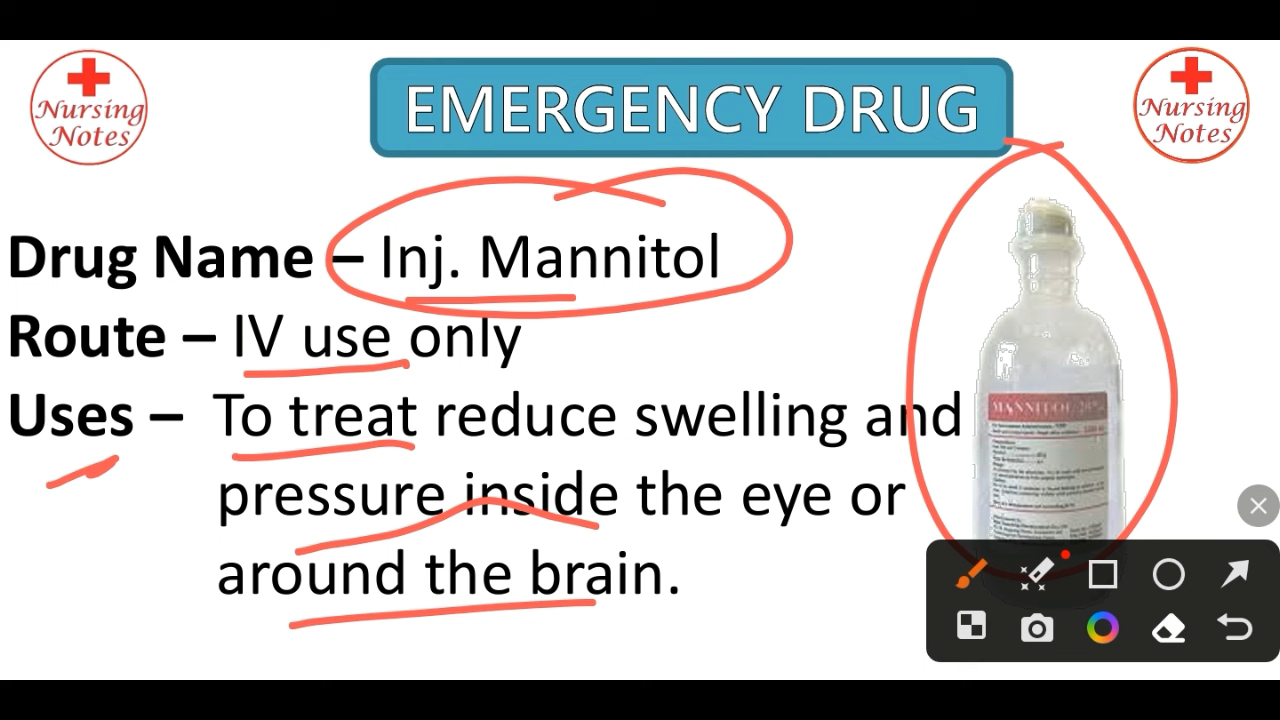 Nursing
Notes
EMERGENCY DRUG
Nursing
Notes
Drug Name – Inj. Mannitol
Route – IV use only
Uses – To treat reduce swelling and
pressure inside the eye or
around the brain.
MANNITOL 20%